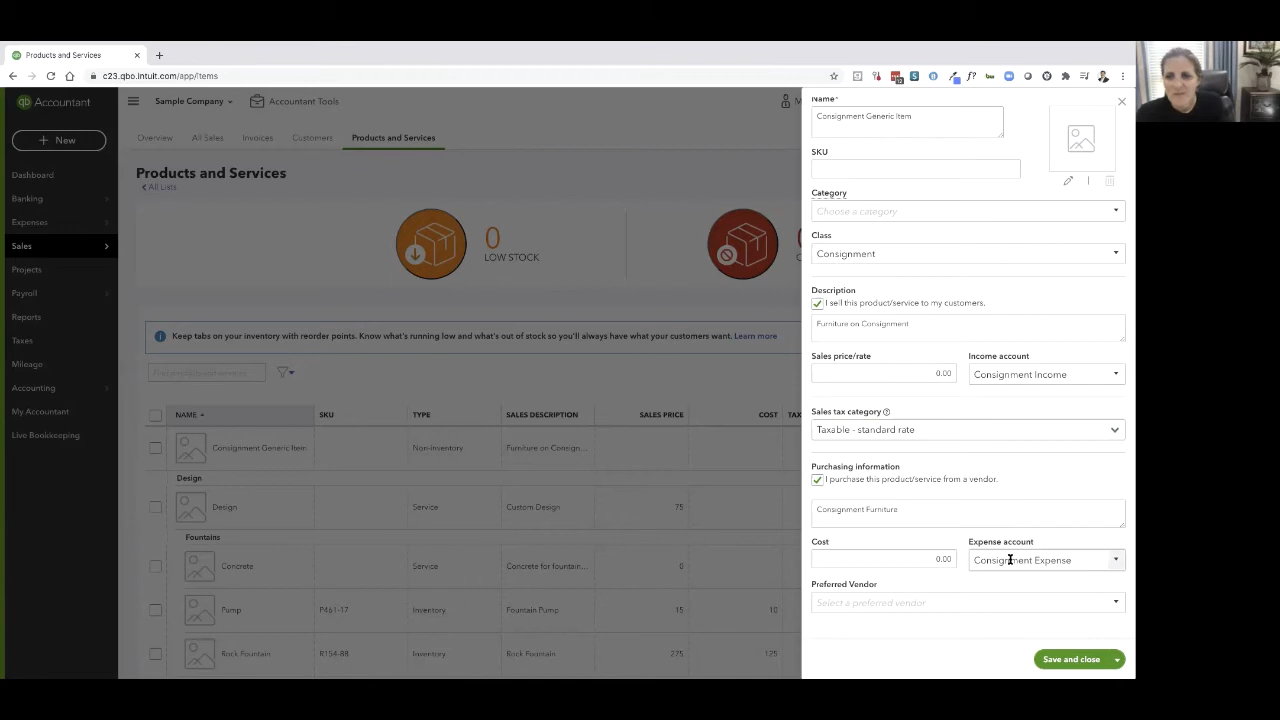 Products and Services
c23.qbo.intuit.com/app/items
qb Accountant
Sample Company
Accountant Tools
M
+ New
Overview
All Sales
Invoices
Customers
Products and Services
Dashboard
Banking
Expenses
Sales
Projects
Payroll
Reports
Taxes
Mileage
Accounting
My Accountant
Live Bookkeeping
Products and Services
All Lists
0
LOW STOCK
Keep tabs on your inventory with reorder points. Know what's running low and what's out of stock so you'll always have what your customers want. Learn more
NAME SKU TYPE SALES DESCRIPTION SALES PRICE COST TAX
Consignment Generic Item Non-inventory Furniture on Consign...
Design
Design Service Custom Design 75
Fountains
Concrete Service Concrete for fountain... 0
Pump P461-17 Inventory Fountain Pump 15 10
Rock Fountain R154-88 Inventory Rock Fountain 275 125
Name*
Consignment Generic Item
SKU
Category
Choose a category
Class
Consignment
Description
I sell this product/service to my customers.
Furniture on Consignment
Sales price/rate Income account
0.00 Consignment Income
Sales tax category
Taxable - standard rate
Purchasing information
I purchase this product/service from a vendor.
Consignment Furniture
Cost Expense account
0.00 Consignment Expense
Preferred Vendor
Select a preferred vendor
Save and close